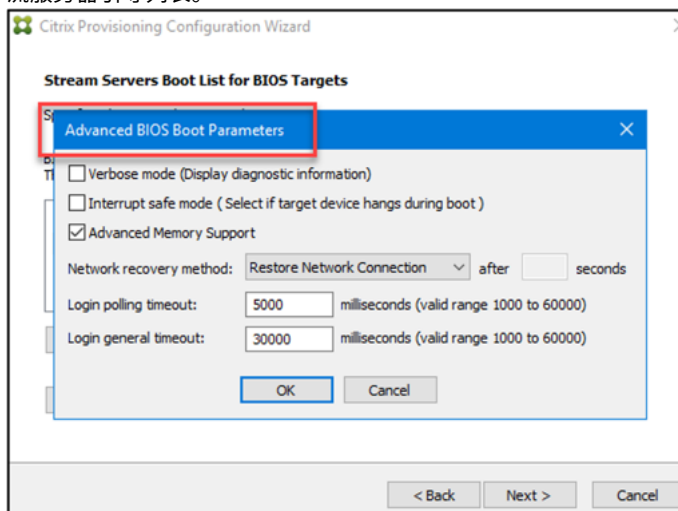 Citrix Provisioning Configuration Wizard
Stream Servers Boot List for BIOS Targets
Advanced BIOS Boot Parameters
Verbose mode (Display diagnostic information)
Interrupt safe mode ( Select if target device hangs during boot )
Advanced Memory Support
Network recovery method: Restore Network Connection after seconds
Login polling timeout: 5000 milliseconds (valid range 1000 to 60000)
Login general timeout: 30000 milliseconds (valid range 1000 to 60000)
OK Cancel
< Back Next > Cancel